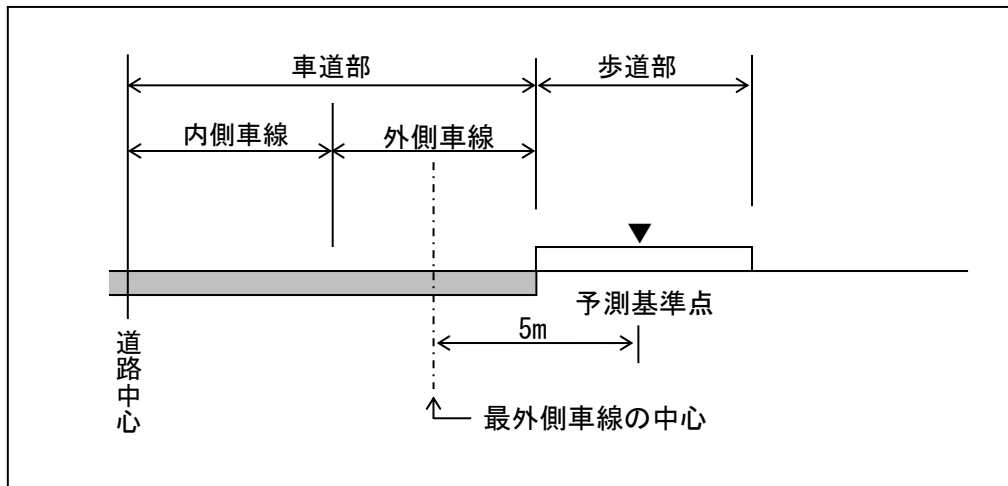 車道部
歩道部
内側車線
外側車線
予測基準点
5m
道路中心
最外側車線の中心